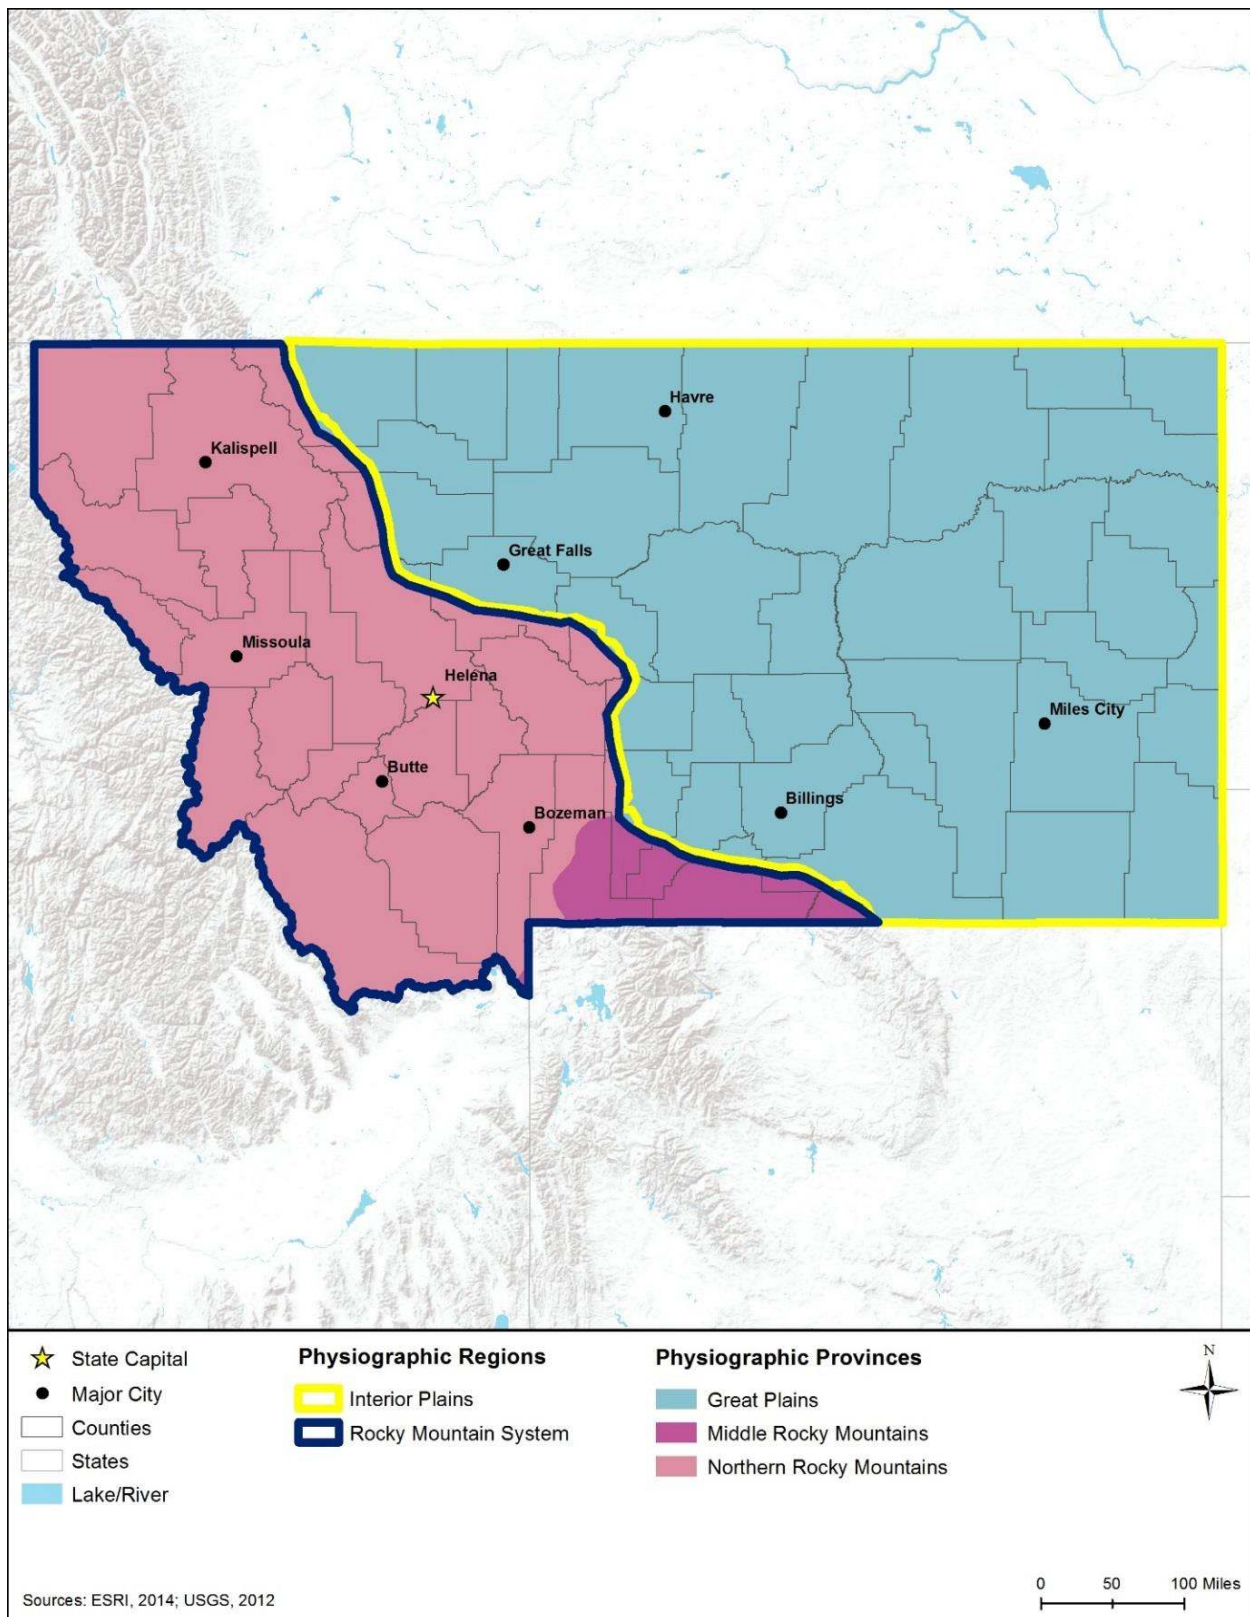 Havre
Kalispell
Great Falls
Missoula
Helena
Miles City
Butte
Billings
Bozeman
State Capital
Major City
Counties
States
Lake/River
Physiographic Regions
Interior Plains
Rocky Mountain System
Physiographic Provinces
Great Plains
Middle Rocky Mountains
Northern Rocky Mountains
N
Sources: ESRI, 2014; USGS, 2012
0 50 100 Miles